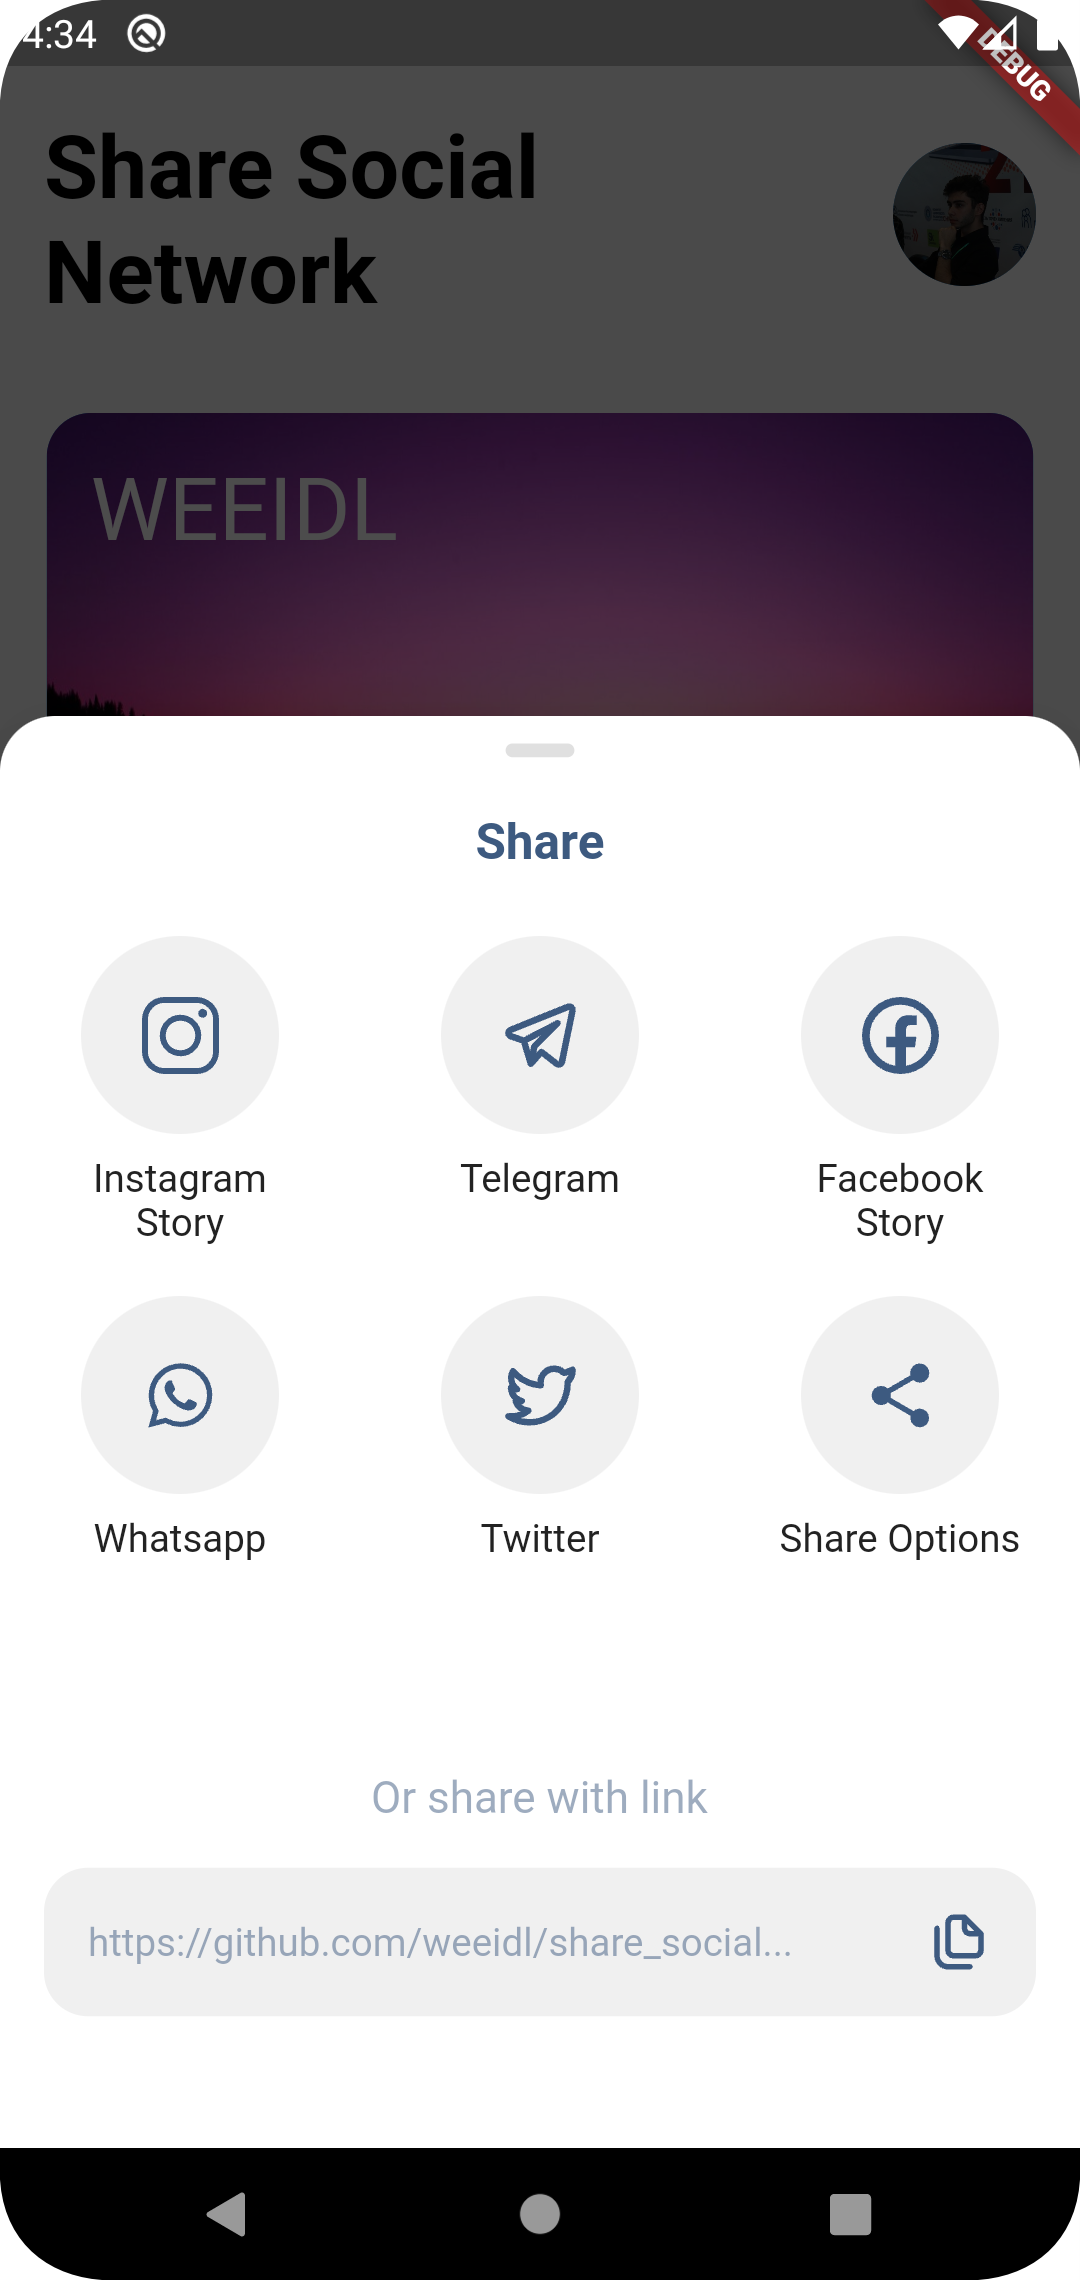 4:34
DEBUG
Share Social
Network
WEEIDL
Share
Instagram
Story
Telegram
Facebook
Story
Whatsapp
Twitter
Share Options
Or share with link
https://github.com/weeidl/share_social...